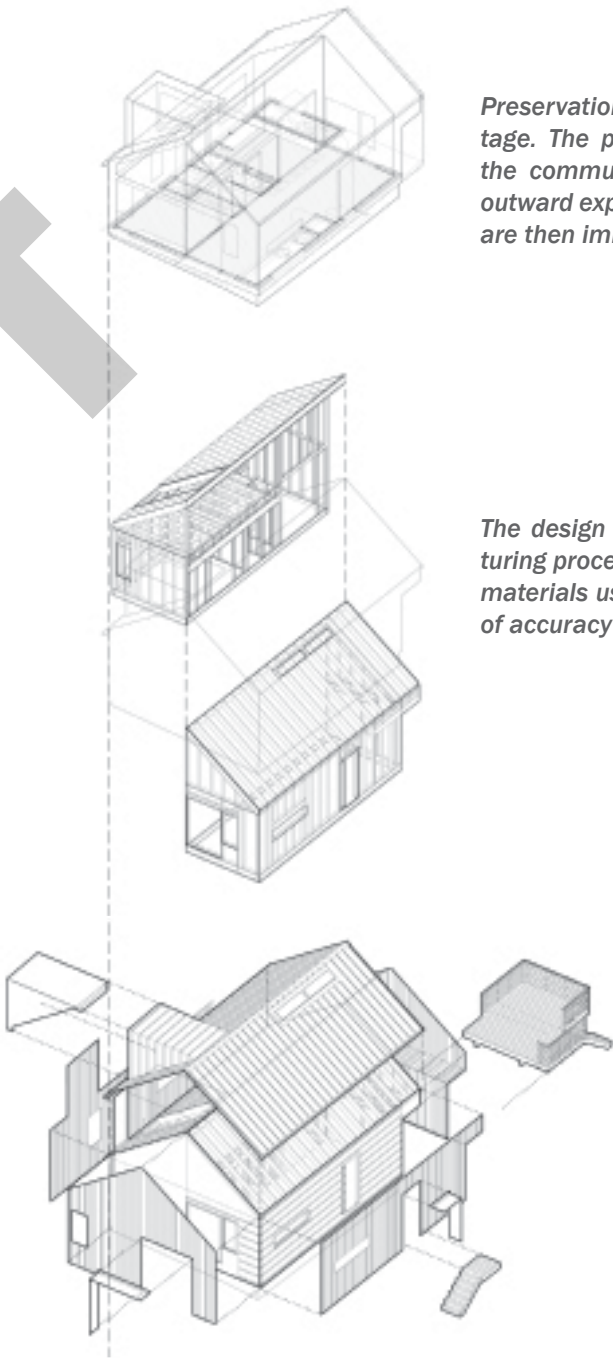 Preservation
tage. The p
the commu
outward exp
are then im
The design
turing proce
materials us
of accuracy